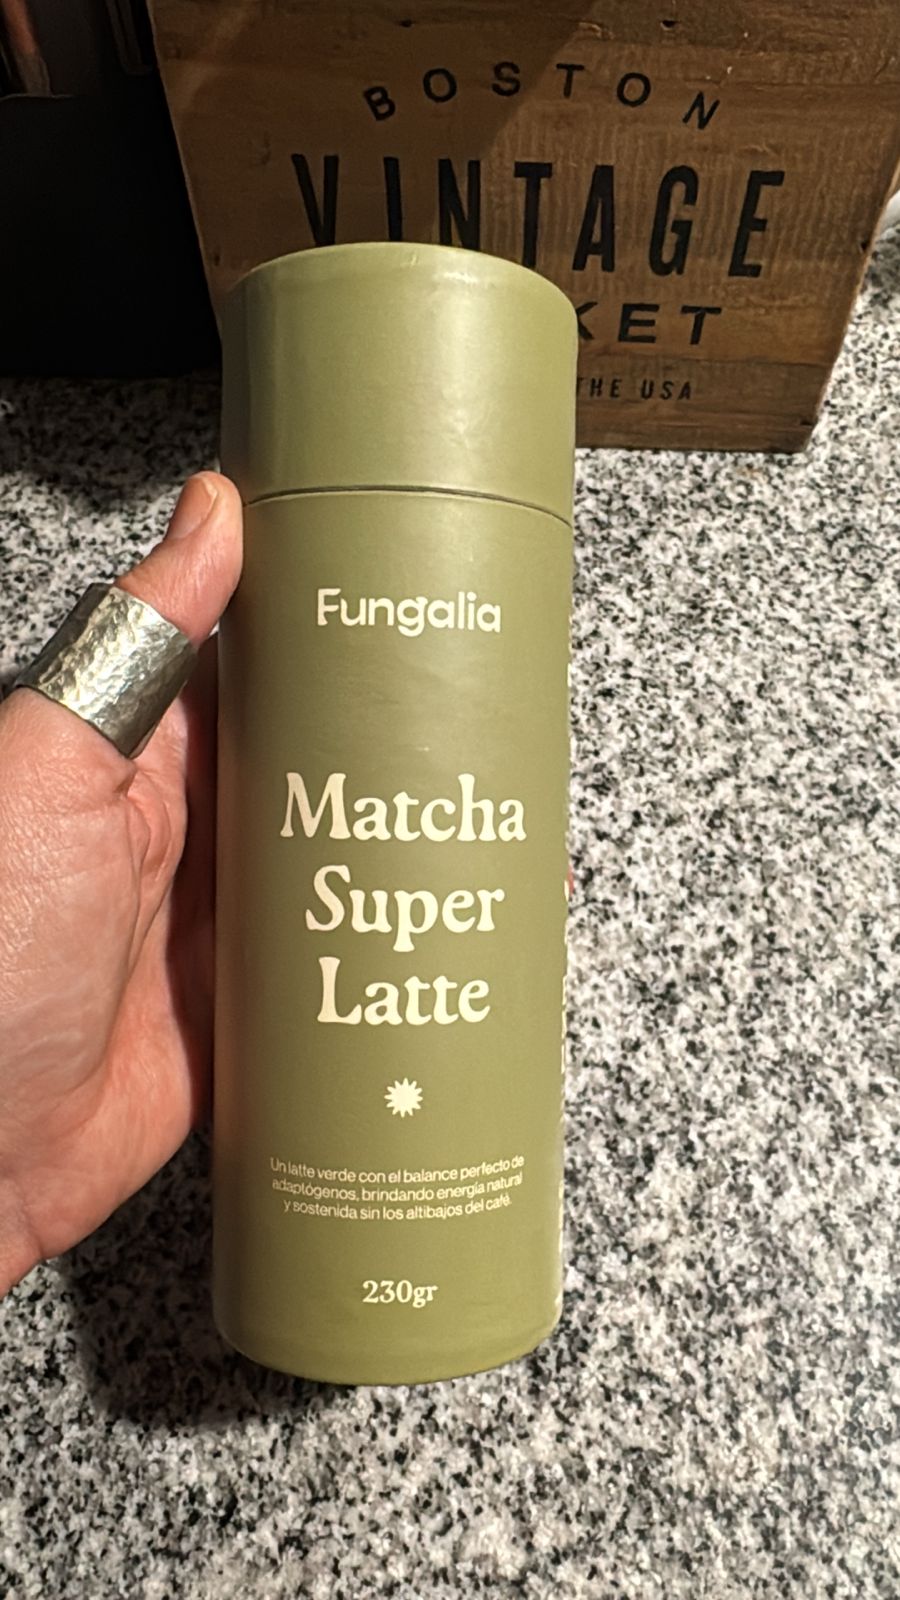 BOSTON
VINTAGE
KET
THE USA
Fungalia
Matcha
Super
Latte
Un latte verde con el balance perfecto de
adaptógenos, brindando energía natural
y sostenida sin los altibajos del café.
230gr